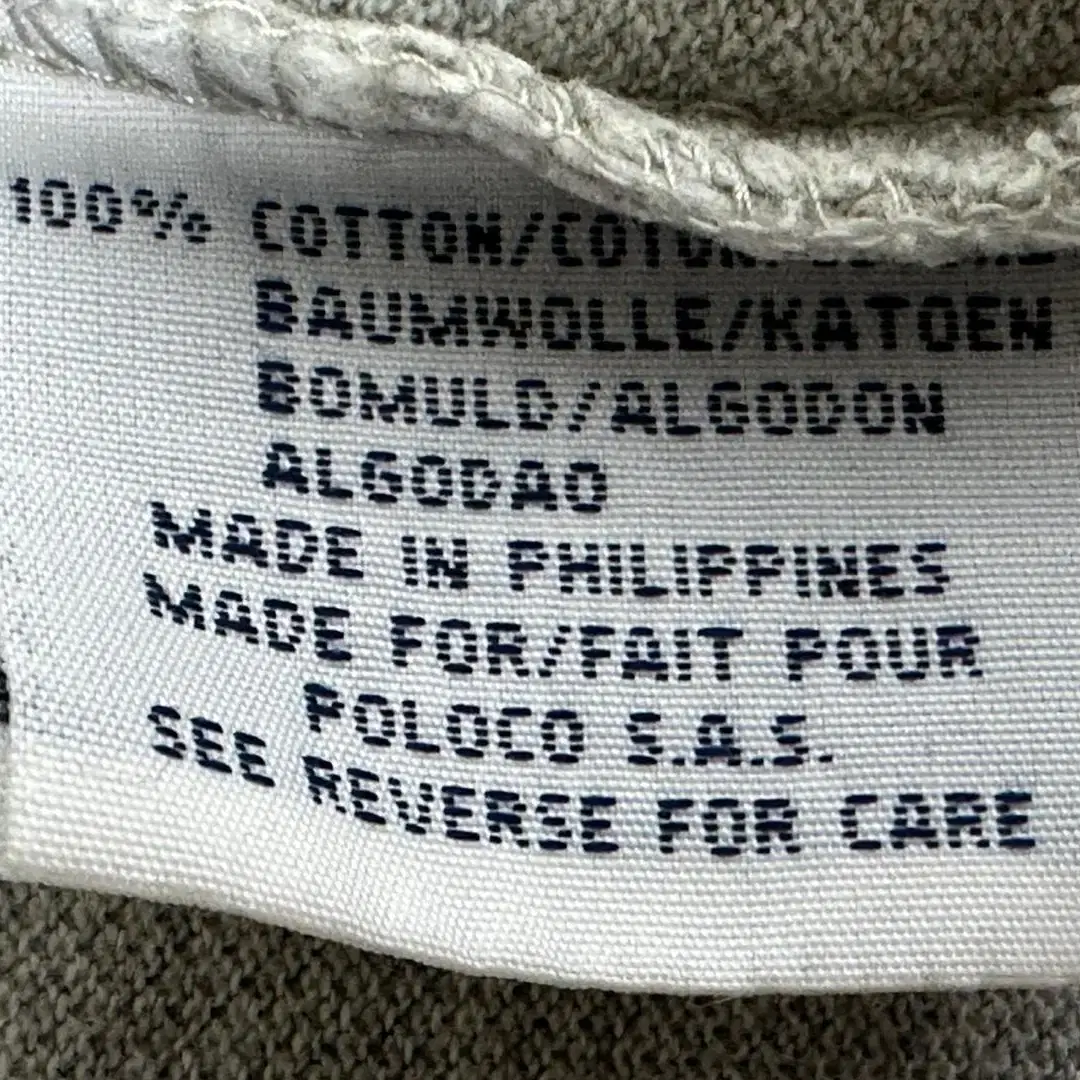 100% COTTON/COTON/
BAUMWOLLE/KATOEN
BOMULD/ALGODON
ALGODAO
MADE IN PHILIPPINES
MADE FOR/FAIT POUR
POLOCO S.A.S.
SEE REVERSE FOR CARE